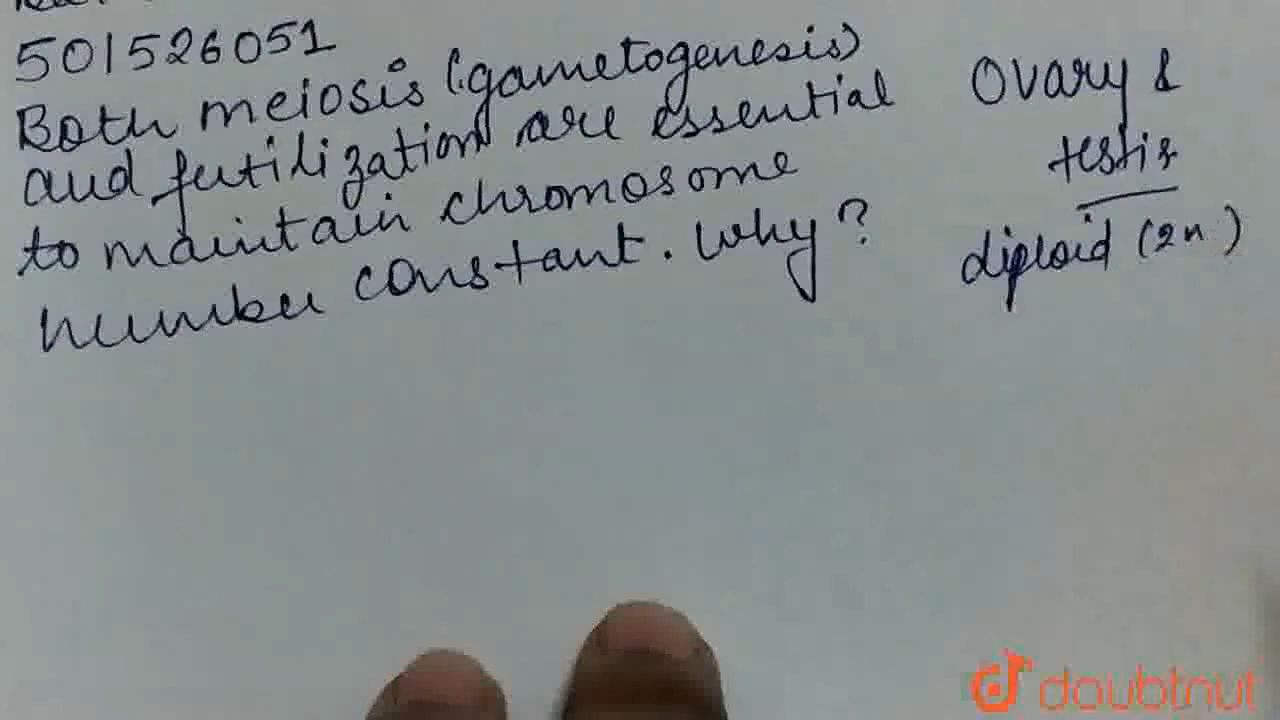 501526051
Both meiosis (gametogenesis)
and fertilization are essential
to maintain chromosome
number constant. Why?
Ovary &
testis
diploid (2n)
doubtnut